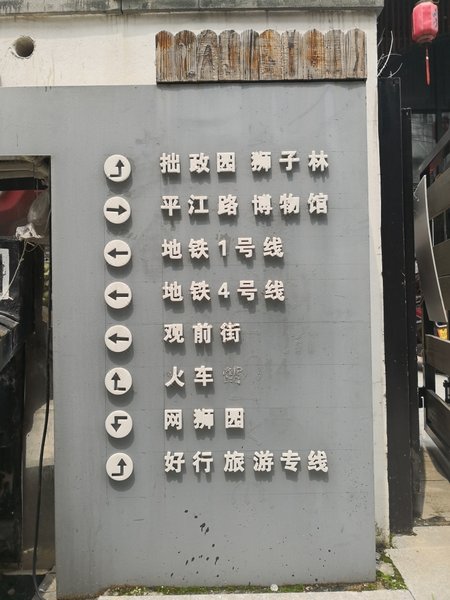 拙政园 狮子林
平江路 博物馆
地铁1号线
地铁4号线
观前街
火车
网狮园
好行旅游专线